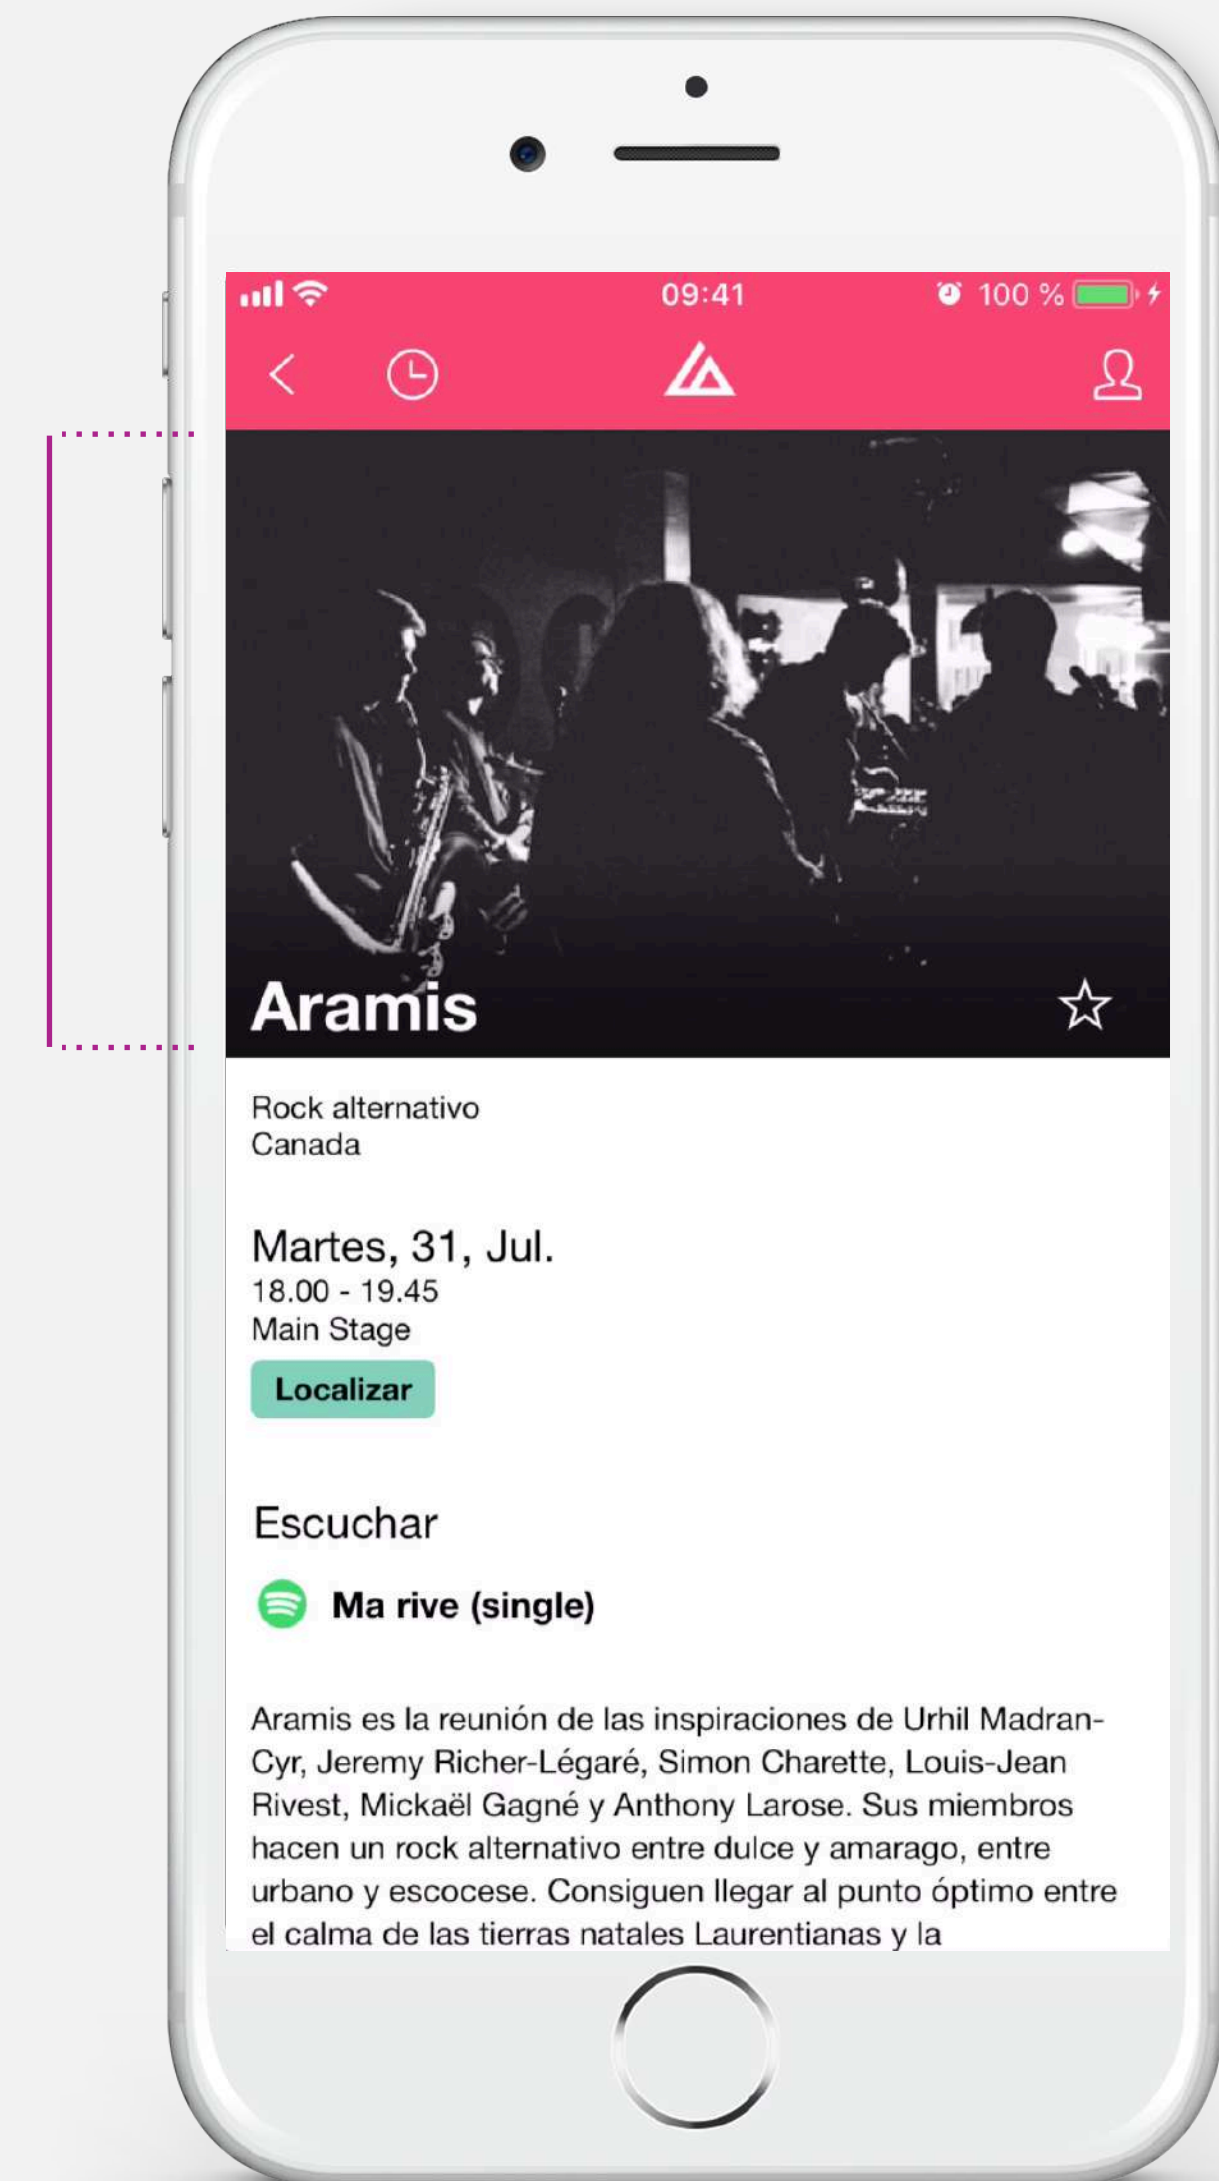 09:41
100 %
Aramis
Rock alternativo
Canada
Martes, 31, Jul.
18.00 - 19.45
Main Stage
Localizar
Escuchar
Ma rive (single)
Aramis es la reunión de las inspiraciones de Urhil Madran-
Cyr, Jeremy Richer-Légaré, Simon Charette, Louis-Jean
Rivest, Mickaël Gagné y Anthony Larose. Sus miembros
hacen un rock alternativo entre dulce y amarago, entre
urbano y escocese. Consiguen llegar al punto óptimo entre
el calma de las tierras natales Laurentianas y la